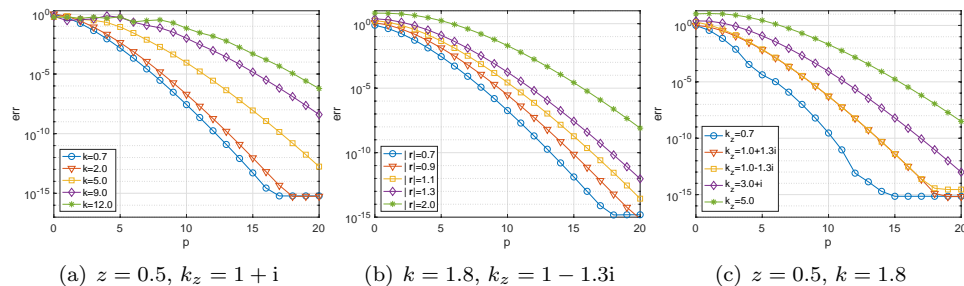 10^0
10^-5
10^-10
10^-15
err
0 5 10 15 20
p
k=0.7
k=2.0
k=5.0
k=9.0
k=12.0
(a) z = 0.5, k_z = 1 + i
10^0
10^-5
10^-10
10^-15
err
0 5 10 15 20
p
| r|=0.7
| r|=0.9
| r|=1.1
| r|=1.3
| r|=2.0
(b) k = 1.8, k_z = 1 − 1.3i
10^0
10^-5
10^-10
10^-15
err
0 5 10 15 20
p
k_z=0.7
k_z=1.0+1.3i
k_z=1.0-1.3i
k_z=3.0+i
k_z=5.0
(c) z = 0.5, k = 1.8